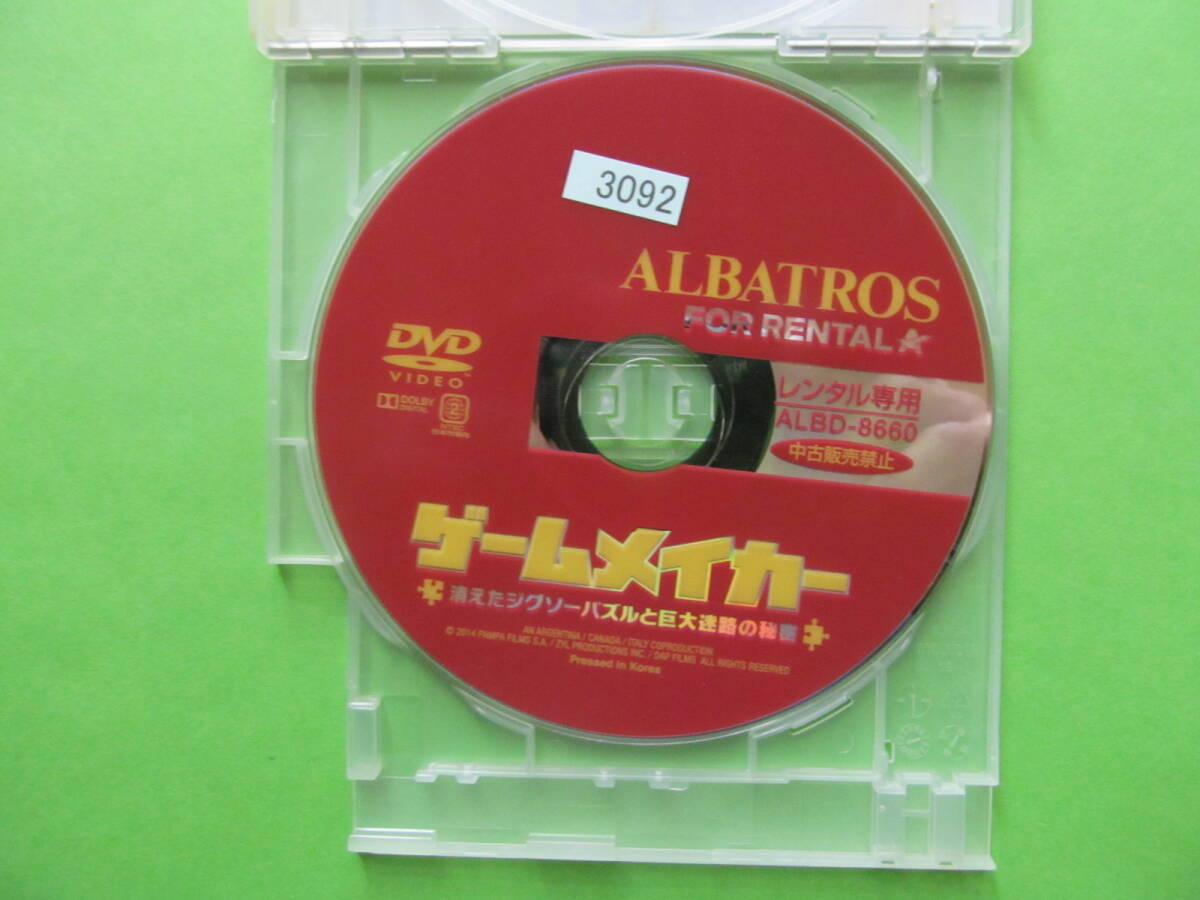 3092
ALBATROS
FOR RENTAL
DVD
VIDEO
DOLBY
DIGITAL
2
NTSC
レンタル専用
ALBD-8660
中古販売禁止
ゲームメイカー
消えたジグソーパズルと巨大迷路の秘密
AN ARGENTINA / CANADA / ITALY COPRODUCTION
© 2014 PAMPA FILMS S.A. / ZYL PRODUCTIONS INC. / DAP FILMS ALL RIGHTS RESERVED
Pressed in Korea